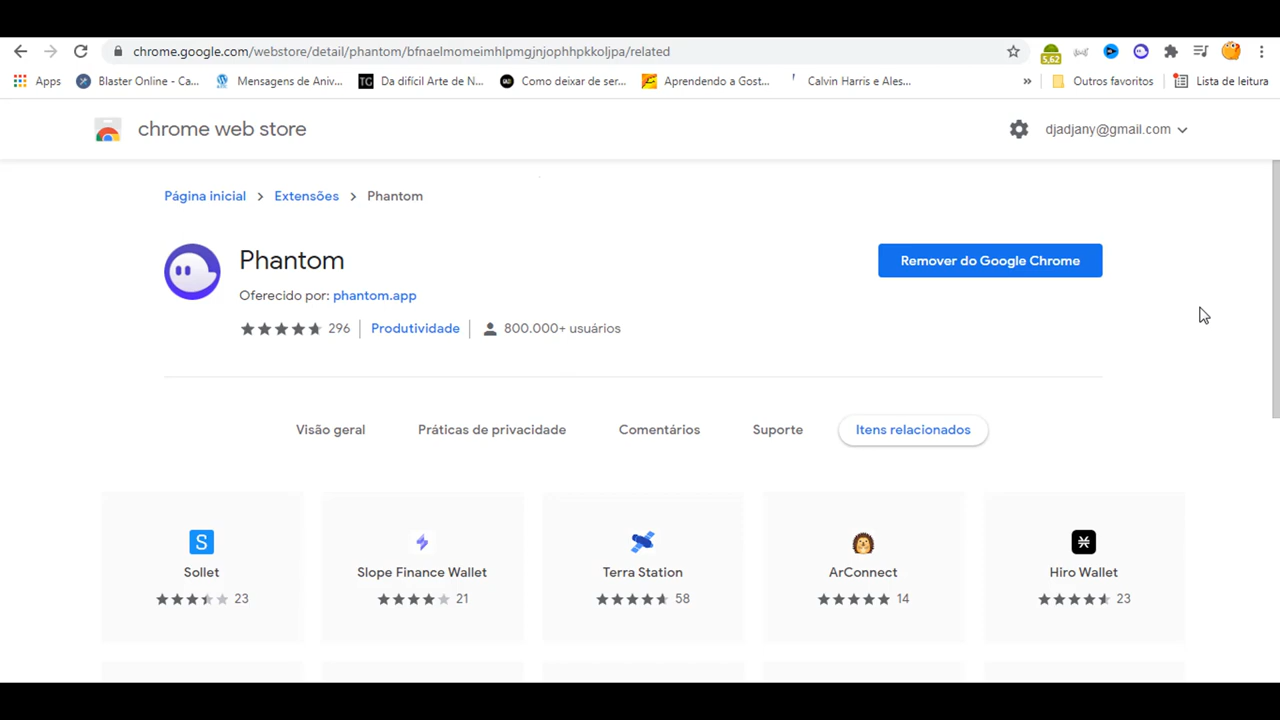 chrome.google.com/webstore/detail/phantom/bfnaelmomeimhlpmgjnjophhpkkoljpa/related
5,62
Apps
Blaster Online - Ca...
Mensagens de Aniv...
TG
Da difícil Arte de N...
Como deixar de ser...
Aprendendo a Gost...
Calvin Harris e Ales...
»
Outros favoritos
Lista de leitura
chrome web store
djadjany@gmail.com
Página inicial > Extensões > Phantom
Phantom
Remover do Google Chrome
Oferecido por: phantom.app
296 | Produtividade | 800.000+ usuários
Visão geral
Práticas de privacidade
Comentários
Suporte
Itens relacionados
S
Sollet
23
Slope Finance Wallet
21
Terra Station
58
ArConnect
14
Hiro Wallet
23